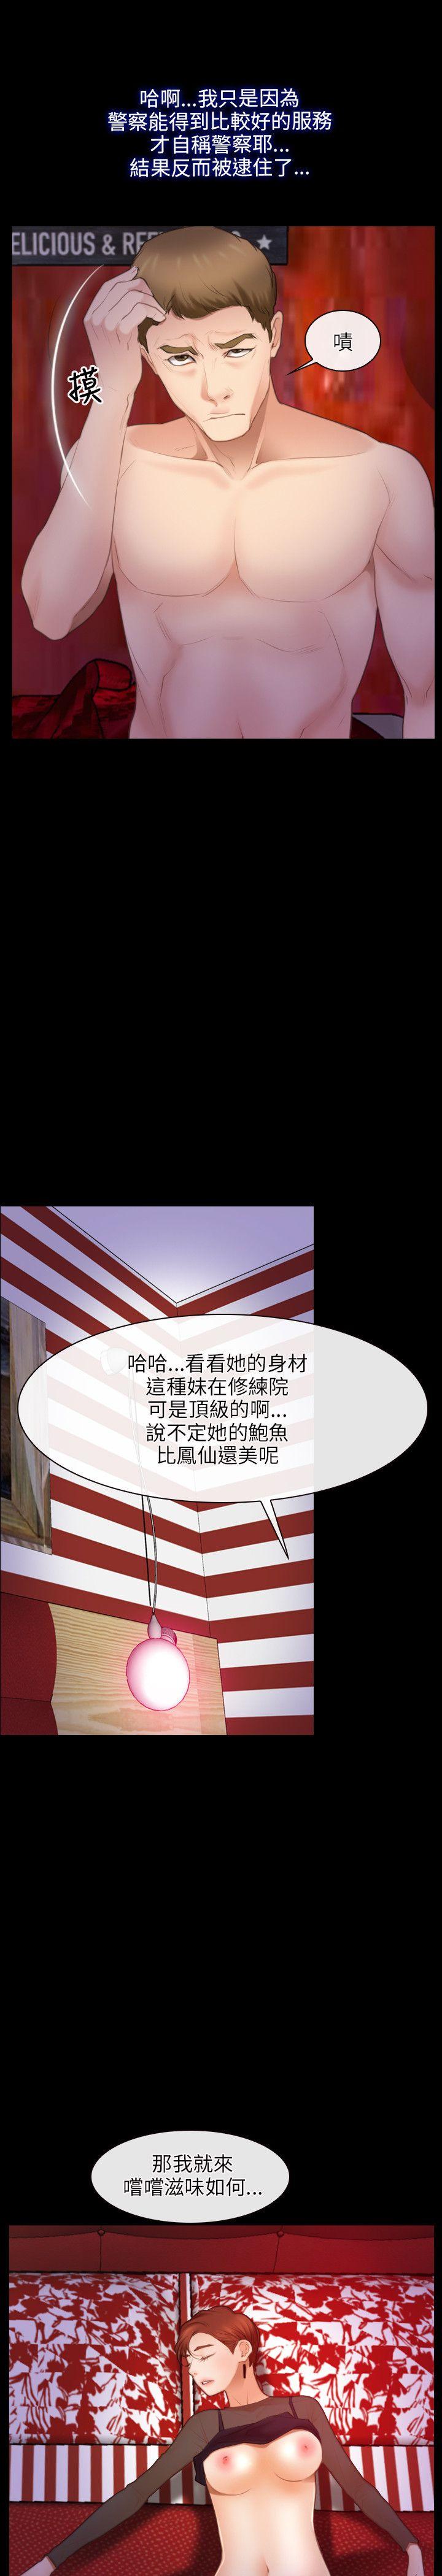 哈啊...我只是因為
警察能得到比較好的服務
才自稱警察耶...
結果反而被逮住了...
ELICIOUS & REF
嘖
摸
哈哈...看看她的身材
這種妹在修練院
可是頂級的啊...
說不定她的鮑魚
比鳳仙還美呢
那我就來
嚐嚐滋味如何...